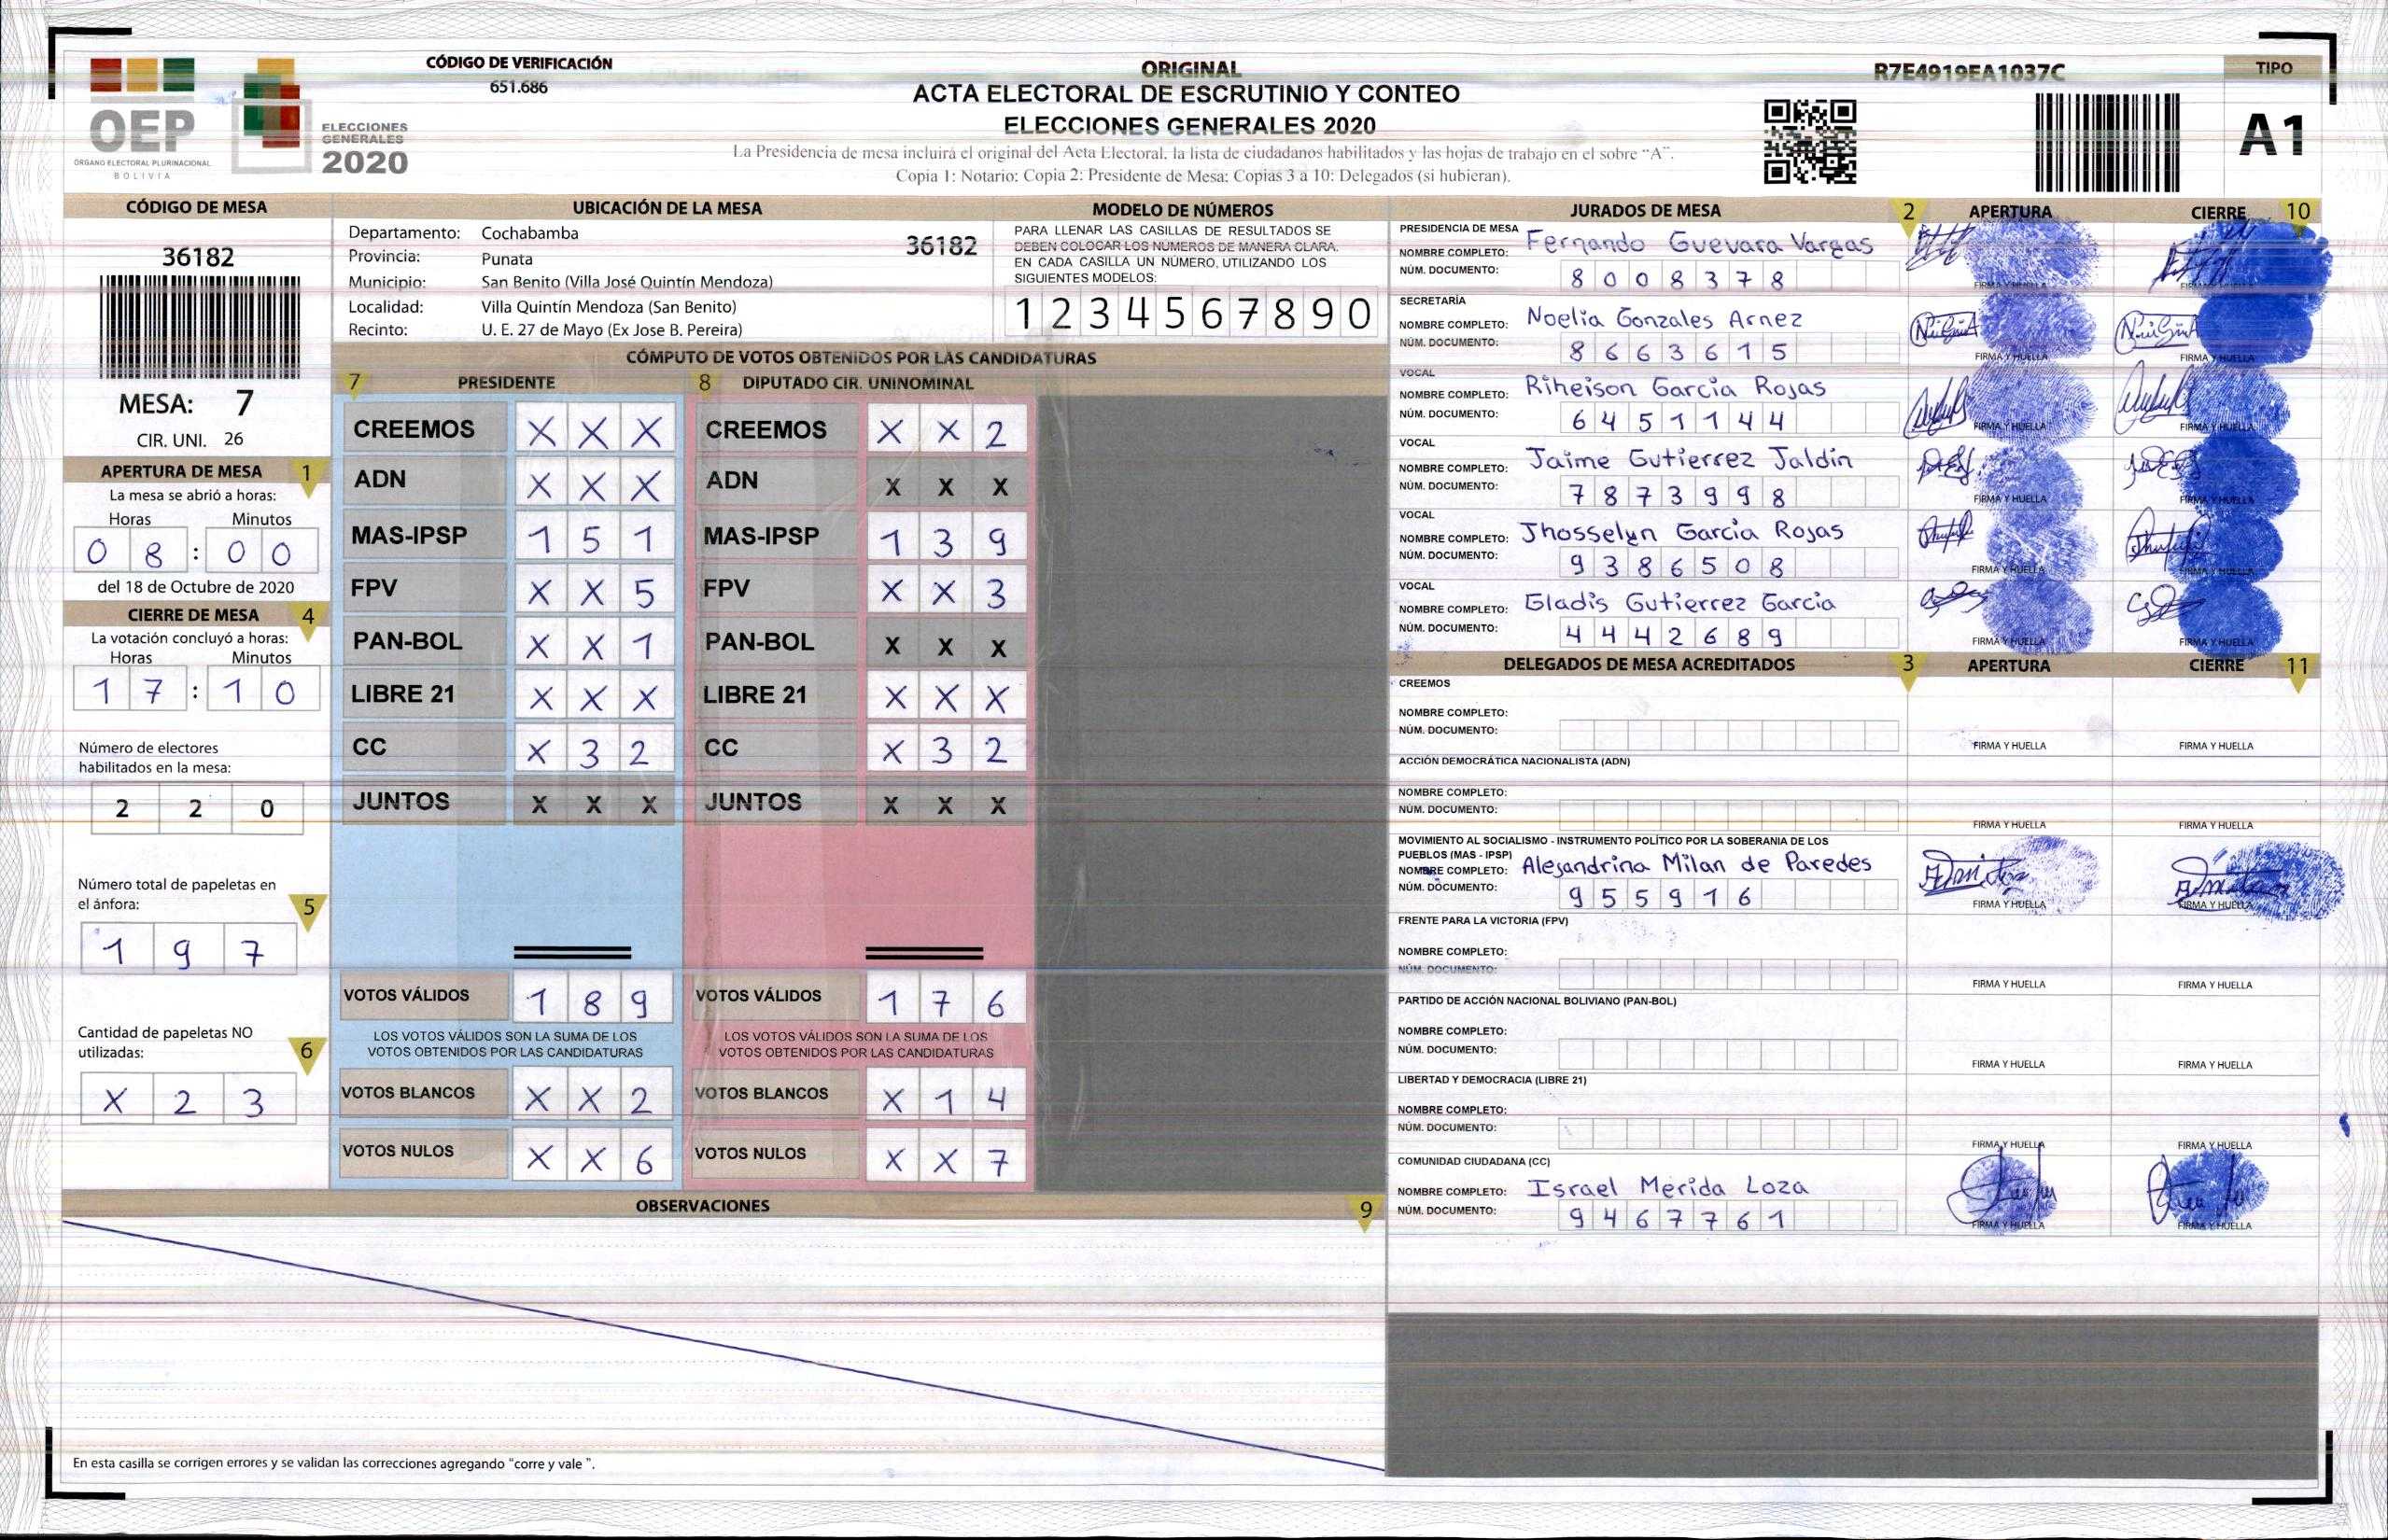 CÓDIGO DE VERIFICACIÓN
651.686
ORIGINAL
ACTA ELECTORAL DE ESCRUTINIO Y CONTEO
ELECCIONES GENERALES 2020
La Presidencia de mesa incluirá el original del Acta Electoral, la lista de ciudadanos habilitados y las hojas de trabajo en el sobre “A”.
Copia 1: Notario; Copia 2: Presidente de Mesa; Copias 3 a 10: Delegados (si hubieran).
R7E4919EA1037C
TIPO
A1
OEP
ÓRGANO ELECTORAL PLURINACIONAL
BOLIVIA
ELECCIONES
GENERALES
2020
CÓDIGO DE MESA
36182
MESA: 7
CIR. UNI. 26
APERTURA DE MESA 1
La mesa se abrió a horas:
Horas Minutos
0 8 : 0 0
del 18 de Octubre de 2020
CIERRE DE MESA 4
La votación concluyó a horas:
Horas Minutos
1 7 : 1 0
Número de electores
habilitados en la mesa:
2 2 0
Número total de papeletas en
el ánfora: 5
1 9 7
Cantidad de papeletas NO
utilizadas: 6
X 2 3
UBICACIÓN DE LA MESA
Departamento: Cochabamba
36182
Provincia: Punata
Municipio: San Benito (Villa José Quintín Mendoza)
Localidad: Villa Quintín Mendoza (San Benito)
Recinto: U. E. 27 de Mayo (Ex Jose B. Pereira)
MODELO DE NÚMEROS
PARA LLENAR LAS CASILLAS DE RESULTADOS SE
DEBEN COLOCAR LOS NÚMEROS DE MANERA CLARA.
EN CADA CASILLA UN NÚMERO, UTILIZANDO LOS
SIGUIENTES MODELOS:
1 2 3 4 5 6 7 8 9 0
CÓMPUTO DE VOTOS OBTENIDOS POR LAS CANDIDATURAS
7 PRESIDENTE
CREEMOS X X X
ADN X X X
MAS-IPSP 1 5 1
FPV X X 5
PAN-BOL X X 1
LIBRE 21 X X X
CC X 3 2
JUNTOS X X X
VOTOS VÁLIDOS 1 8 9
LOS VOTOS VÁLIDOS SON LA SUMA DE LOS
VOTOS OBTENIDOS POR LAS CANDIDATURAS
VOTOS BLANCOS X X 2
VOTOS NULOS X X 6
8 DIPUTADO CIR. UNINOMINAL
CREEMOS X X 2
ADN X X X
MAS-IPSP 1 3 9
FPV X X 3
PAN-BOL X X X
LIBRE 21 X X X
CC X 3 2
JUNTOS X X X
VOTOS VÁLIDOS 1 7 6
LOS VOTOS VÁLIDOS SON LA SUMA DE LOS
VOTOS OBTENIDOS POR LAS CANDIDATURAS
VOTOS BLANCOS X 1 4
VOTOS NULOS X X 7
OBSERVACIONES 9
En esta casilla se corrigen errores y se validan las correcciones agregando “corre y vale ”.
JURADOS DE MESA 2 APERTURA CIERRE 10
PRESIDENCIA DE MESA
NOMBRE COMPLETO: Fernando Guevara Vargas
NÚM. DOCUMENTO: 8 0 0 8 3 7 8
FIRMA Y HUELLA FIRMA Y HUELLA
SECRETARÍA
NOMBRE COMPLETO: Noelia Gonzales Arnez
NÚM. DOCUMENTO: 8 6 6 3 6 1 5
FIRMA Y HUELLA FIRMA Y HUELLA
VOCAL
NOMBRE COMPLETO: Riheison Garcia Rojas
NÚM. DOCUMENTO: 6 4 5 1 1 4 4
FIRMA Y HUELLA FIRMA Y HUELLA
VOCAL
NOMBRE COMPLETO: Jaime Gutierrez Jaldin
NÚM. DOCUMENTO: 7 8 7 3 9 9 8
FIRMA Y HUELLA FIRMA Y HUELLA
VOCAL
NOMBRE COMPLETO: Jhosselyn Garcia Rojas
NÚM. DOCUMENTO: 9 3 8 6 5 0 8
FIRMA Y HUELLA FIRMA Y HUELLA
VOCAL
NOMBRE COMPLETO: Gladis Gutierrez Garcia
NÚM. DOCUMENTO: 4 4 4 2 6 8 9
FIRMA Y HUELLA FIRMA Y HUELLA
DELEGADOS DE MESA ACREDITADOS 3 APERTURA CIERRE 11
CREEMOS
NOMBRE COMPLETO:
NÚM. DOCUMENTO:
FIRMA Y HUELLA FIRMA Y HUELLA
ACCIÓN DEMOCRÁTICA NACIONALISTA (ADN)
NOMBRE COMPLETO:
NÚM. DOCUMENTO:
FIRMA Y HUELLA FIRMA Y HUELLA
MOVIMIENTO AL SOCIALISMO - INSTRUMENTO POLÍTICO POR LA SOBERANIA DE LOS
PUEBLOS (MAS - IPSP)
NOMBRE COMPLETO: Alejandrina Milan de Paredes
NÚM. DOCUMENTO: 9 5 5 9 1 6
FIRMA Y HUELLA FIRMA Y HUELLA
FRENTE PARA LA VICTORIA (FPV)
NOMBRE COMPLETO:
NÚM. DOCUMENTO:
FIRMA Y HUELLA FIRMA Y HUELLA
PARTIDO DE ACCIÓN NACIONAL BOLIVIANO (PAN-BOL)
NOMBRE COMPLETO:
NÚM. DOCUMENTO:
FIRMA Y HUELLA FIRMA Y HUELLA
LIBERTAD Y DEMOCRACIA (LIBRE 21)
NOMBRE COMPLETO:
NÚM. DOCUMENTO:
FIRMA Y HUELLA FIRMA Y HUELLA
COMUNIDAD CIUDADANA (CC)
NOMBRE COMPLETO: Israel Merida Loza
NÚM. DOCUMENTO: 9 4 6 7 7 6 1
FIRMA Y HUELLA FIRMA Y HUELLA